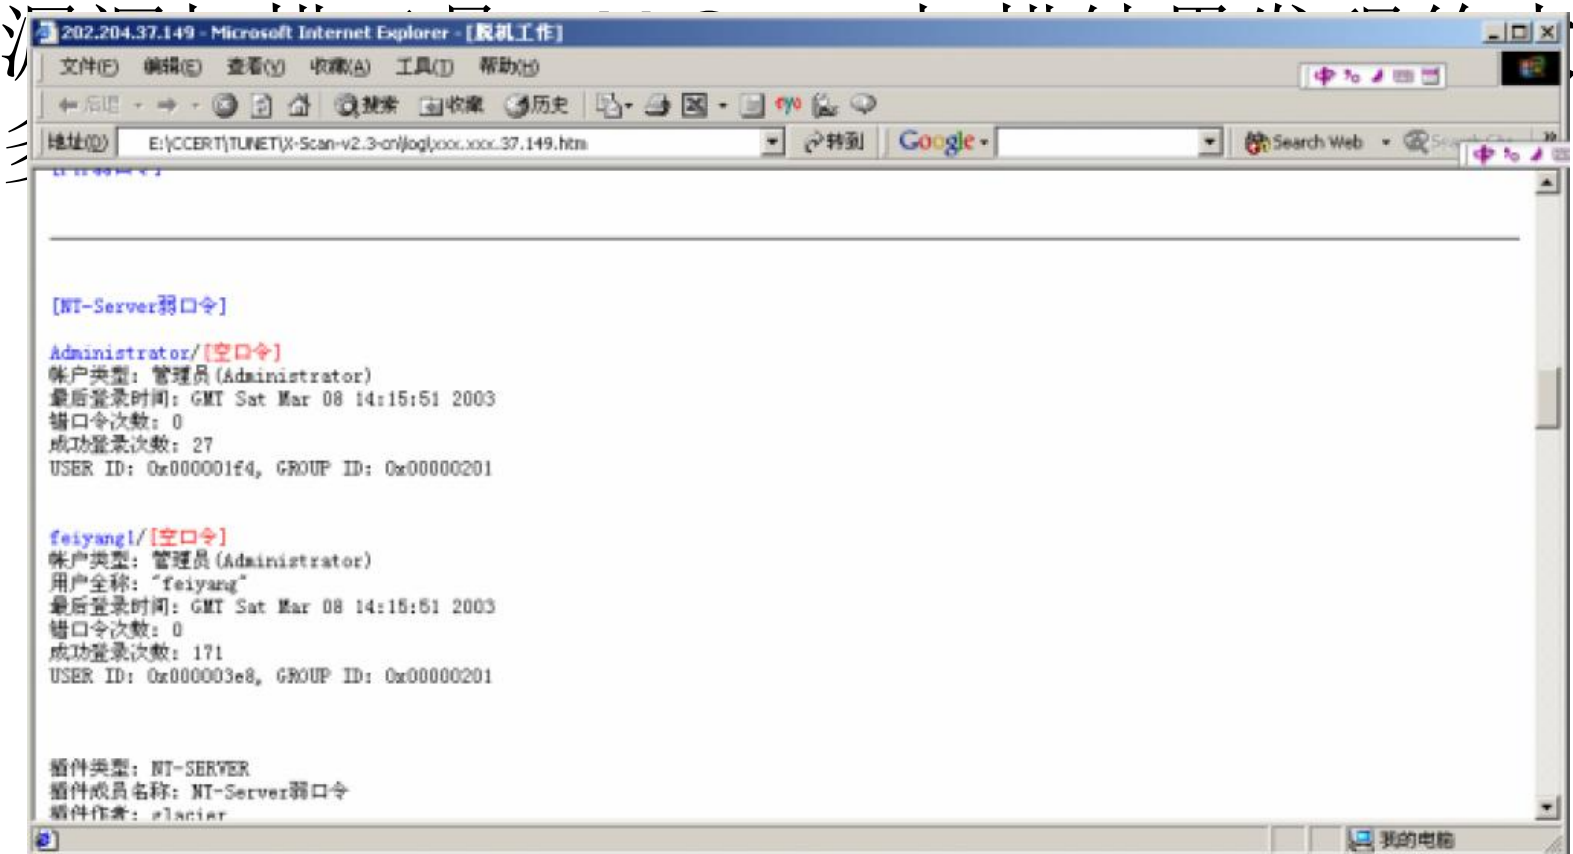 202.204.37.149 - Microsoft Internet Explorer - [脱机工作]
文件(F) 编辑(E) 查看(V) 收藏(A) 工具(T) 帮助(H)
中
后退 搜索 收藏 历史
地址(D) E:\CCERT\TUNET\X-Scan-v2.3-cn\log\xxx.xxx.37.149.htm 转到 Google Search Web
中
[NT-Server弱口令]
Administrator/[空口令]
帐户类型: 管理员(Administrator)
最后登录时间: GMT Sat Mar 08 14:15:51 2003
错口令次数: 0
成功登录次数: 27
USER ID: 0x000001f4, GROUP ID: 0x00000201
feiyang1/[空口令]
帐户类型: 管理员(Administrator)
用户全称: "feiyang"
最后登录时间: GMT Sat Mar 08 14:15:51 2003
错口令次数: 0
成功登录次数: 171
USER ID: 0x000003e8, GROUP ID: 0x00000201
插件类型: NT-SERVER
插件成员名称: NT-Server弱口令
插件作者: glacier
我的电脑